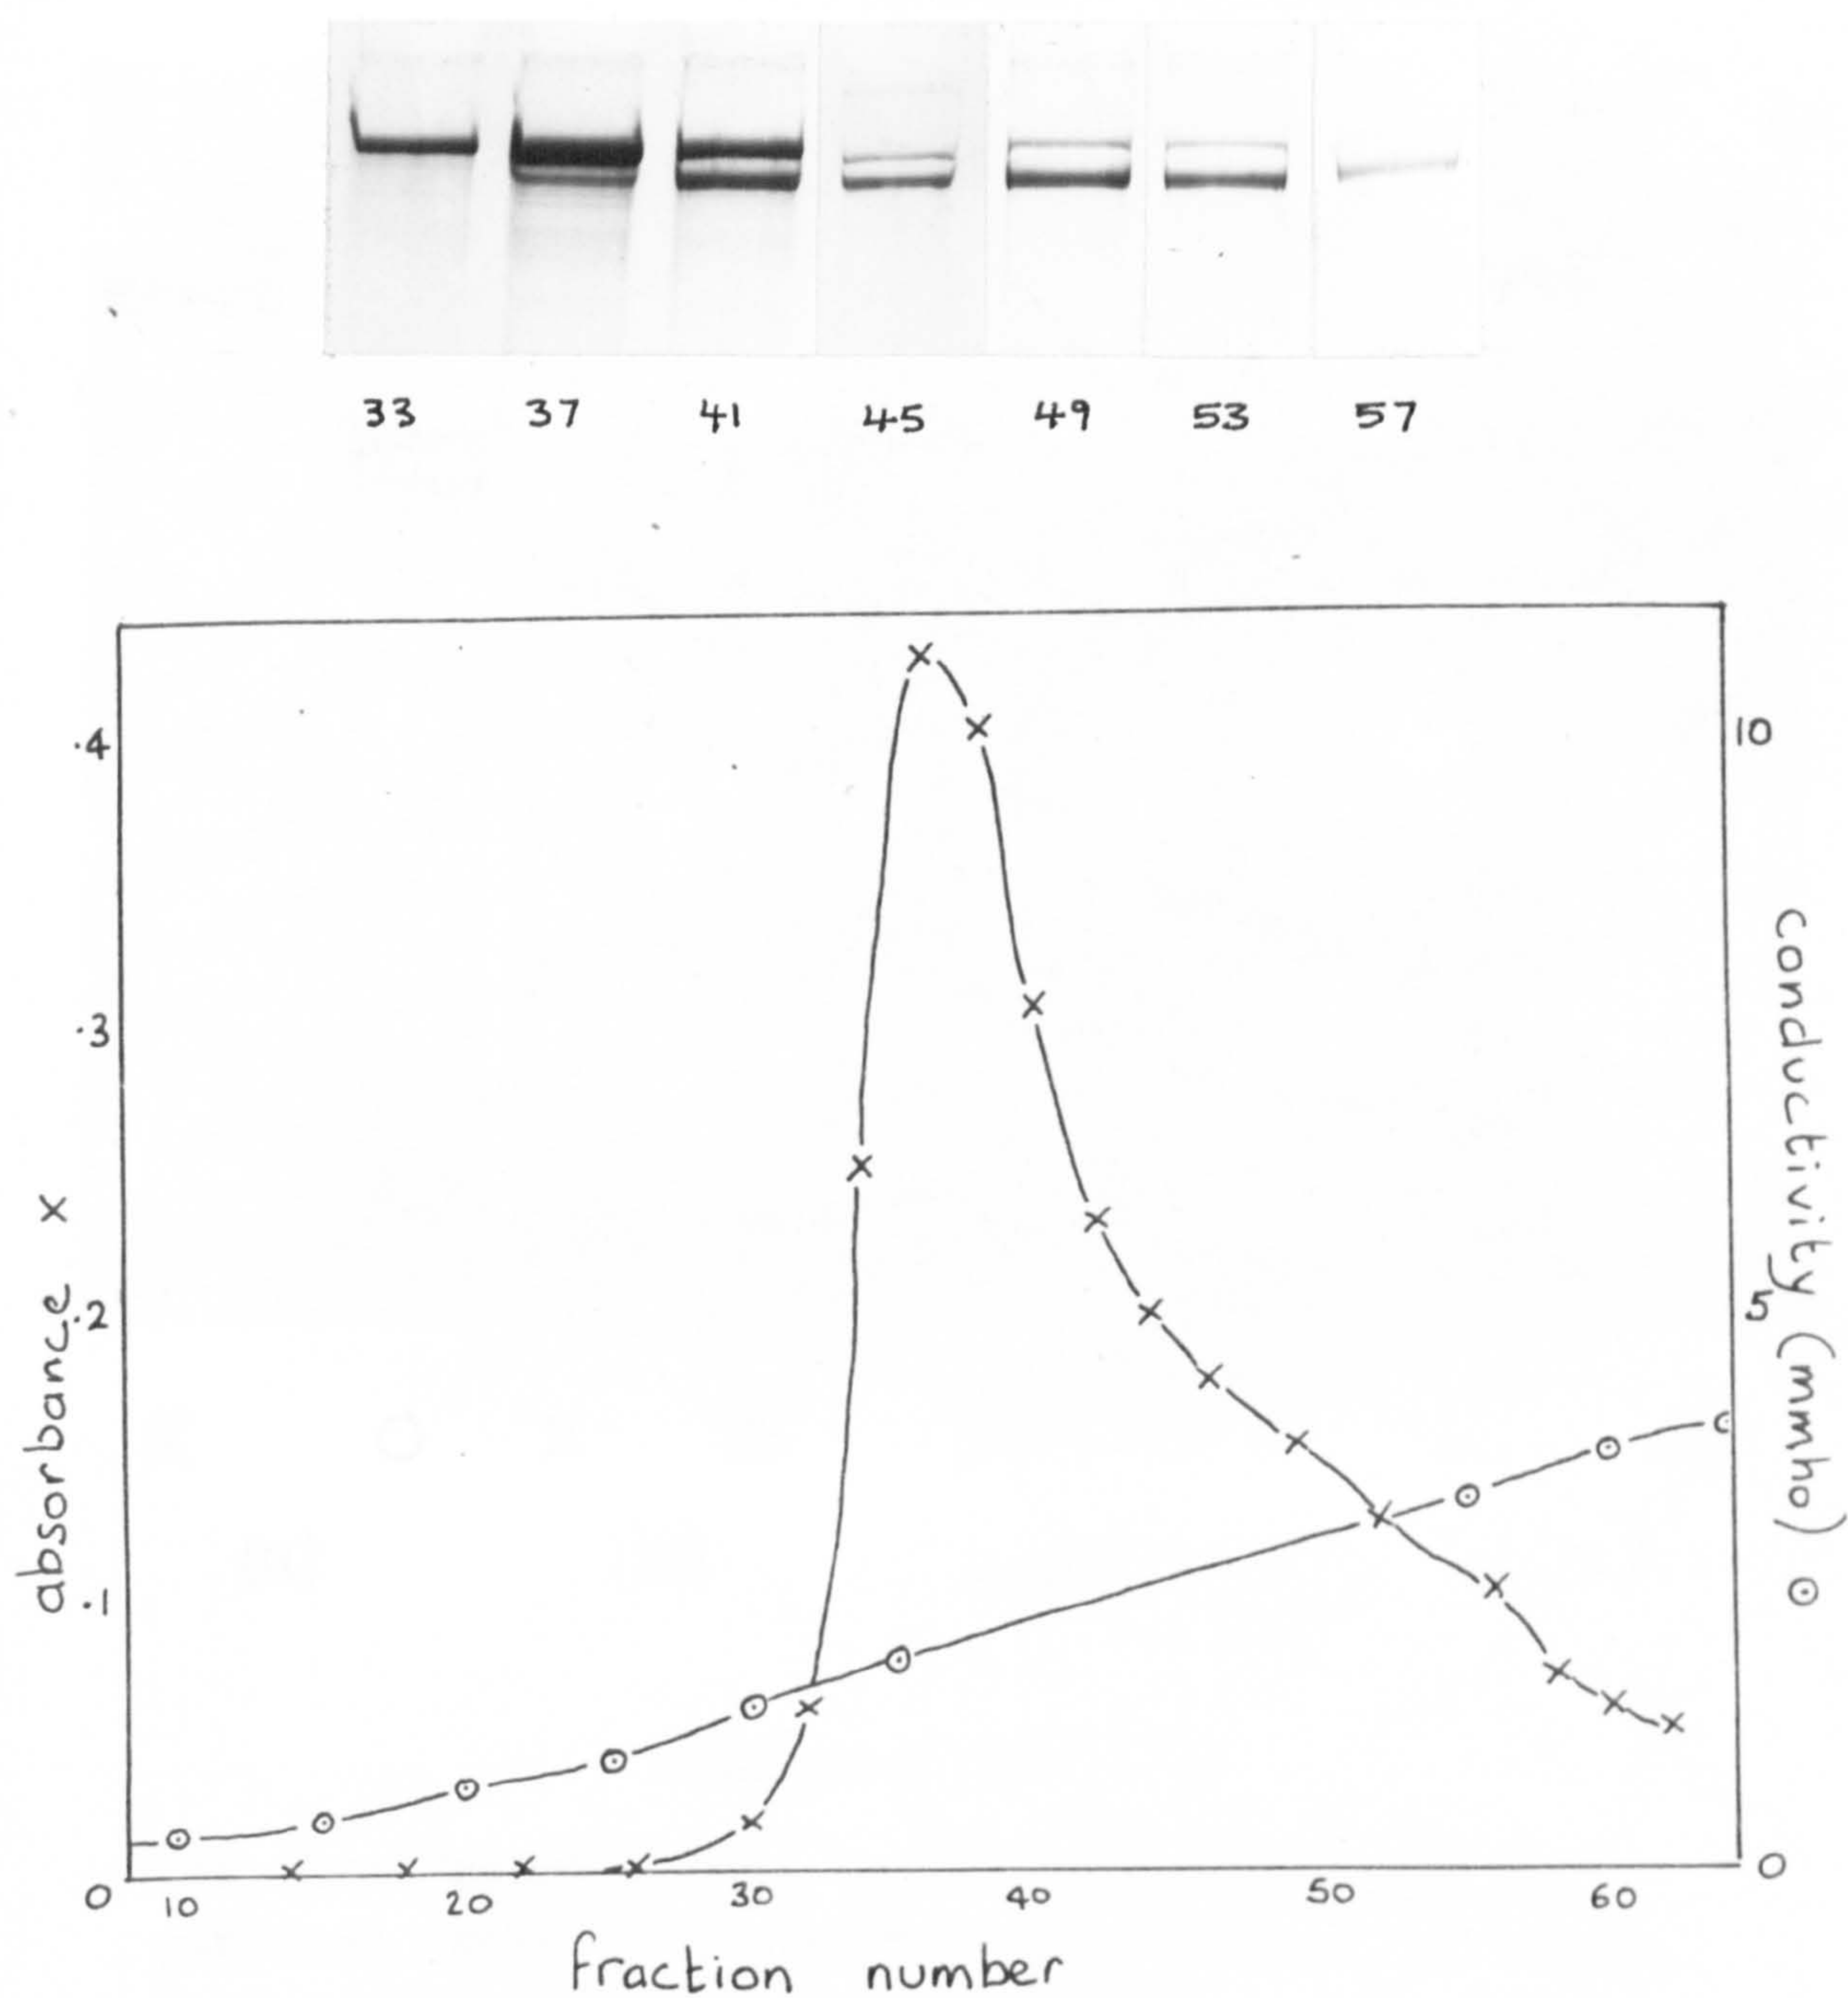 33 37 41 45 49 53 57
.4
.3
.2
.1
0
absorbance x
10
5
0
conductivity (mmho) ⊙
10 20 30 40 50 60
fraction number